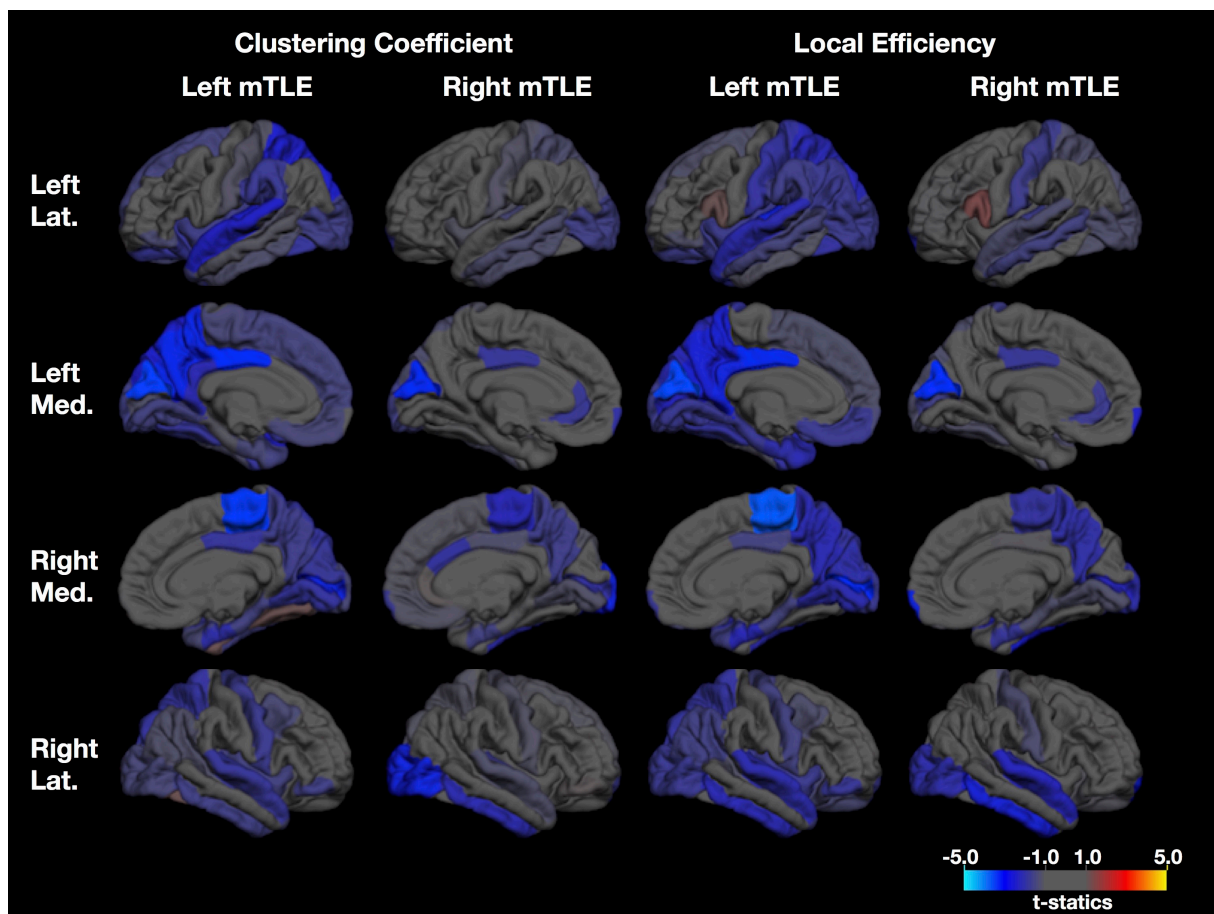 Clustering Coefficient Local Efficiency
Left mTLE Right mTLE Left mTLE Right mTLE
Left
Lat.
Left
Med.
Right
Med.
Right
Lat.
-5.0 -1.0 1.0 5.0
t-statics